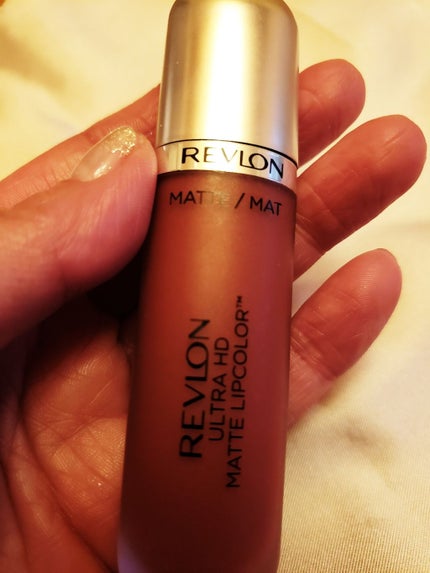 REVLON
MATTE / MAT
REVLON
ULTRA HD
MATTE LIPCOLOR™